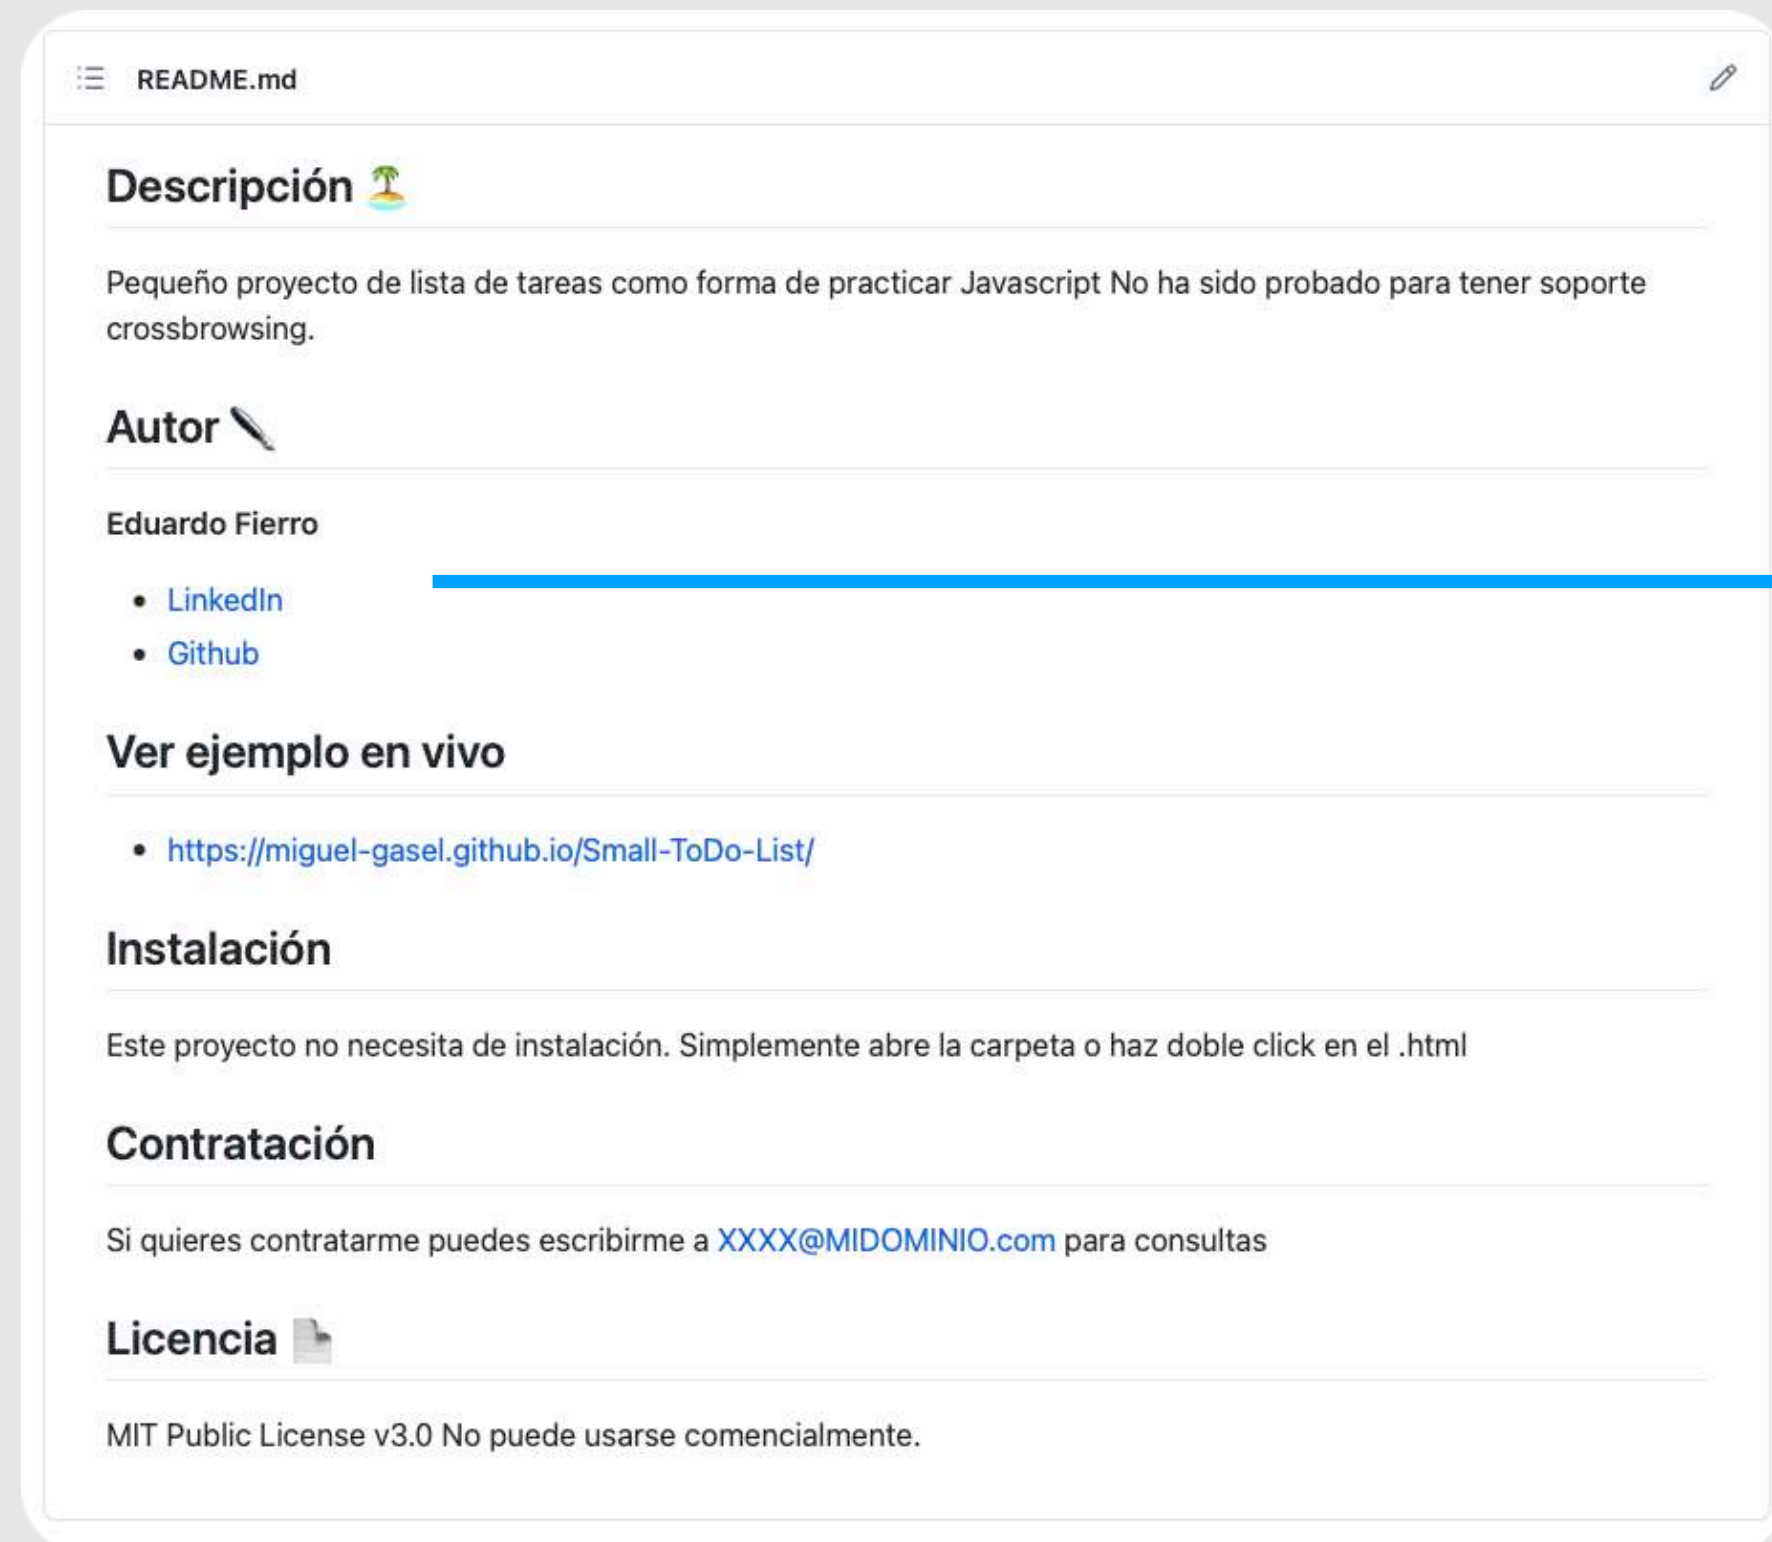 README.md
Descripción 🏝️
Pequeño proyecto de lista de tareas como forma de practicar Javascript No ha sido probado para tener soporte
crossbrowsing.
Autor ✒️
Eduardo Fierro
• LinkedIn
• Github
Ver ejemplo en vivo
• https://miguel-gasel.github.io/Small-ToDo-List/
Instalación
Este proyecto no necesita de instalación. Simplemente abre la carpeta o haz doble click en el .html
Contratación
Si quieres contratarme puedes escribirme a XXXX@MIDOMINIO.com para consultas
Licencia 📄
MIT Public License v3.0 No puede usarse comencialmente.